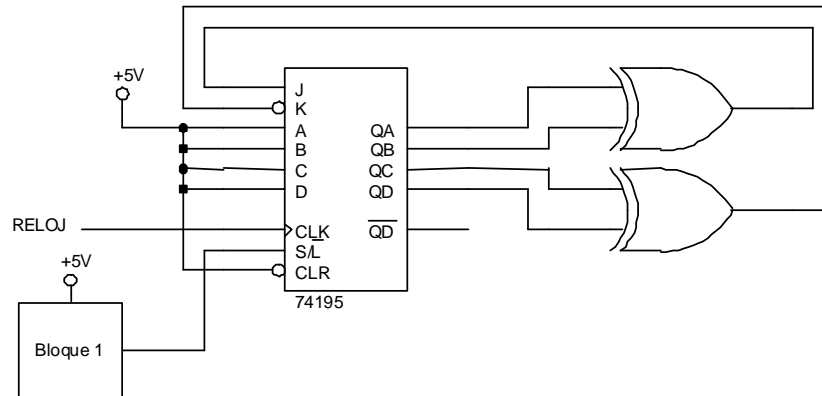 +5V
J
K
A
B
C
D
QA
QB
QC
QD
RELOJ
CLK
QD
S/L
+5V
CLR
74195
Bloque 1